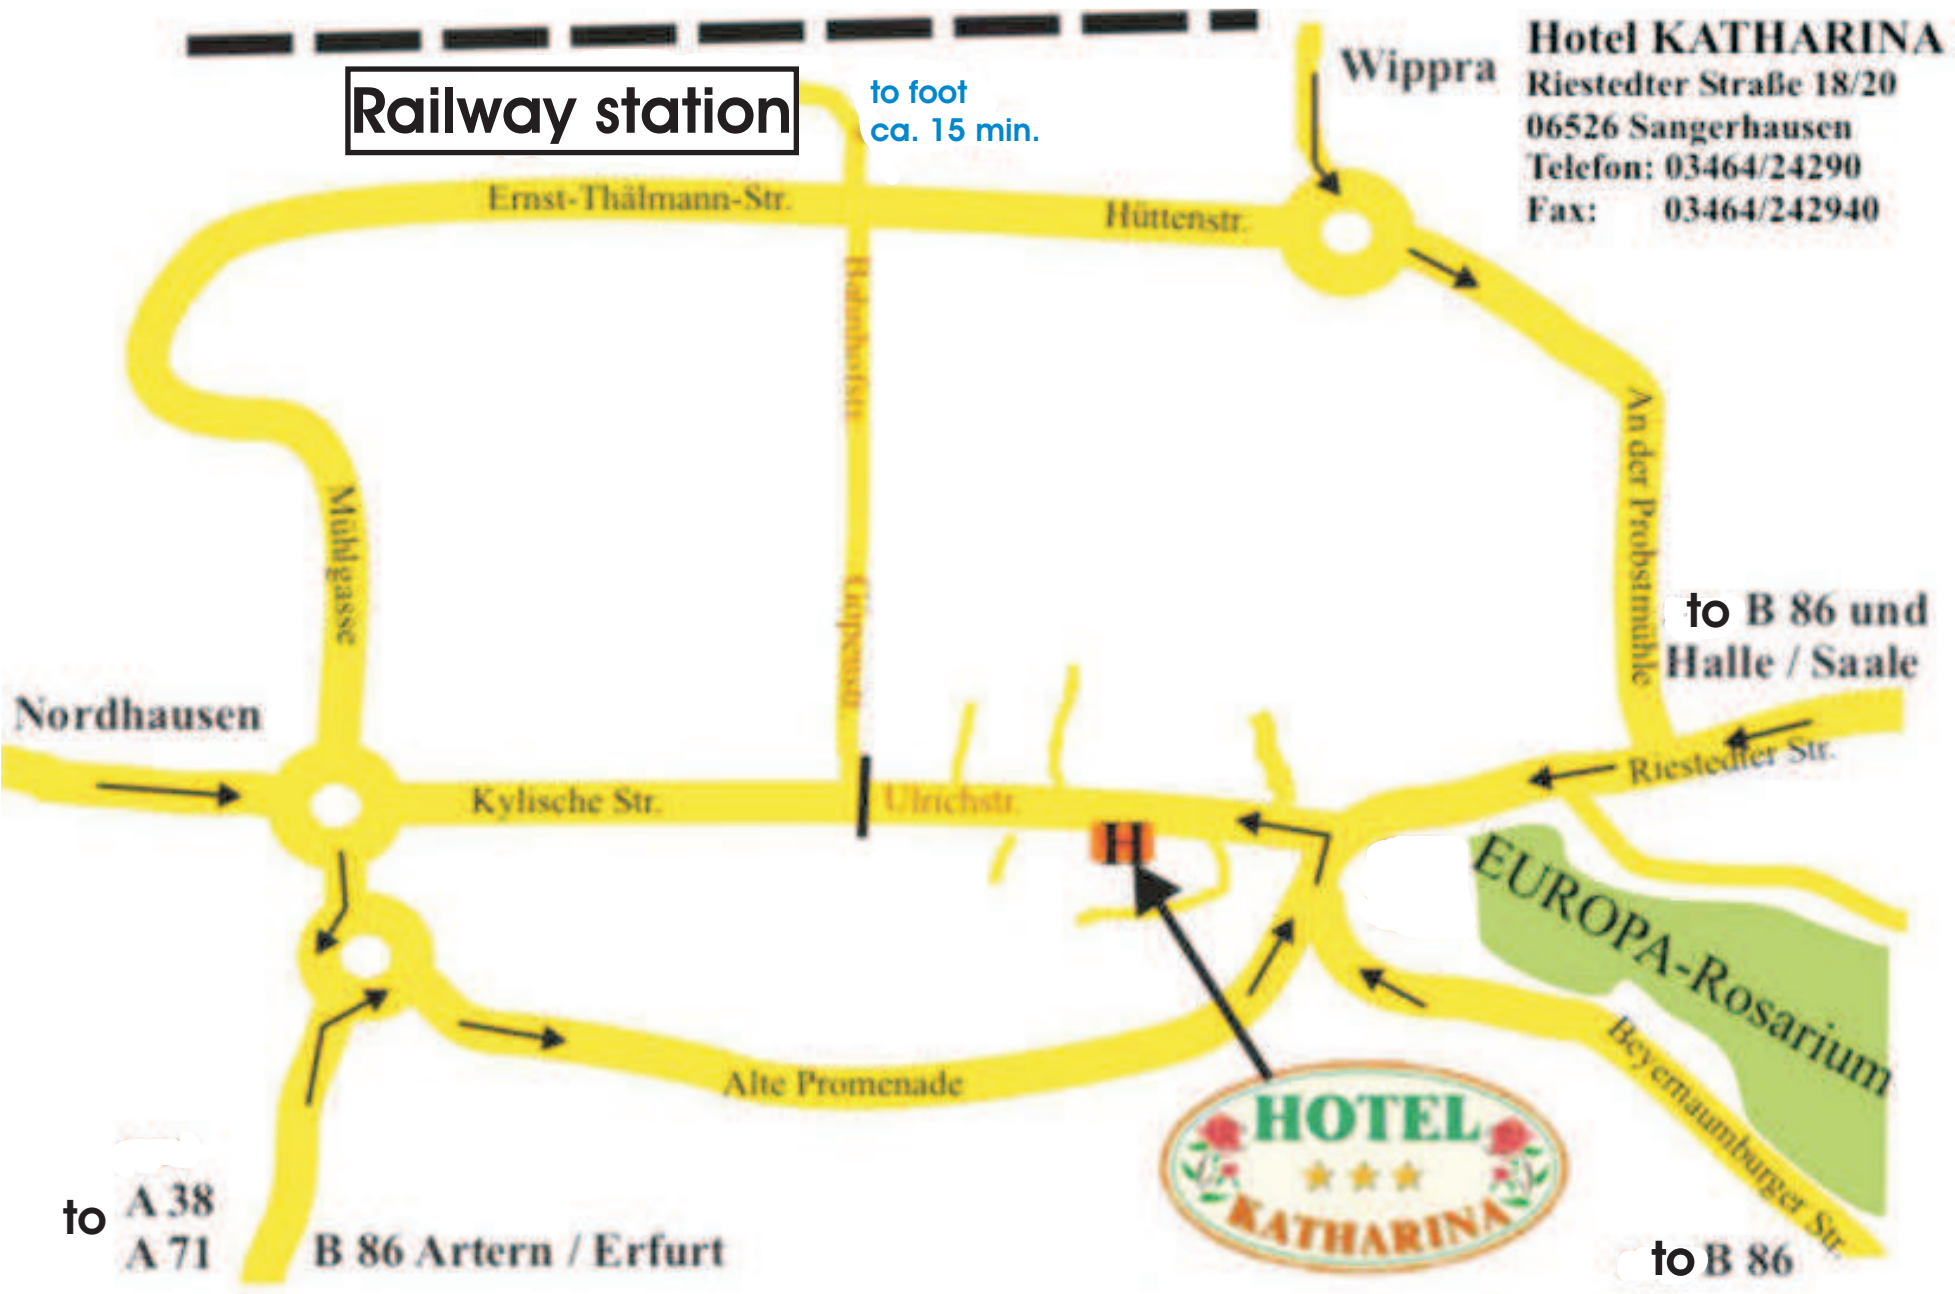 Railway station
to foot
ca. 15 min.
Wippra
Hotel KATHARINA
Riestedter Straße 18/20
06526 Sangerhausen
Telefon: 03464/24290
Fax: 03464/242940
Ernst-Thälmann-Str.
Hüttenstr.
Bahnhofstr.
An der Probstmühle
Mühlgasse
Göpenstr.
to B 86 und
Halle / Saale
Nordhausen
Riestedter Str.
Kylische Str.
Ulrichstr.
H
EUROPA-Rosarium
Beyernaumburger Str.
Alte Promenade
HOTEL
KATHARINA
to A 38
A 71
B 86 Artern / Erfurt
to B 86